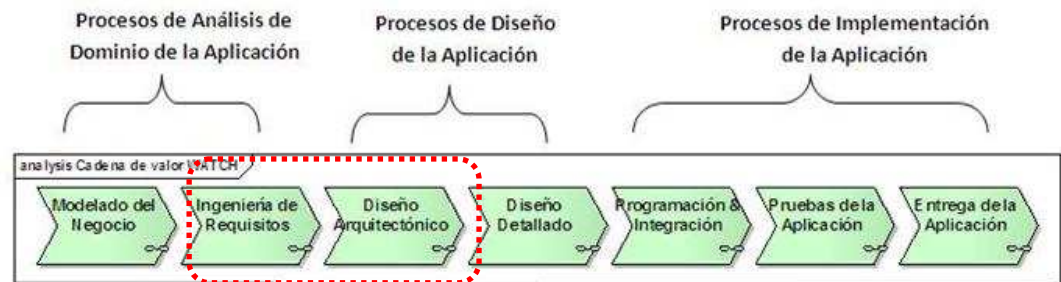 Procesos de Análisis de
Dominio de la Aplicación
Procesos de Diseño
de la Aplicación
Procesos de Implementación
de la Aplicación
analysis Cadena de valor WATCH
Modelado del
Negocio
Ingeniería de
Requisitos
Diseño
Arquitectónico
Diseño
Detallado
Programación &
Integración
Pruebas de la
Aplicación
Entrega de la
Aplicación